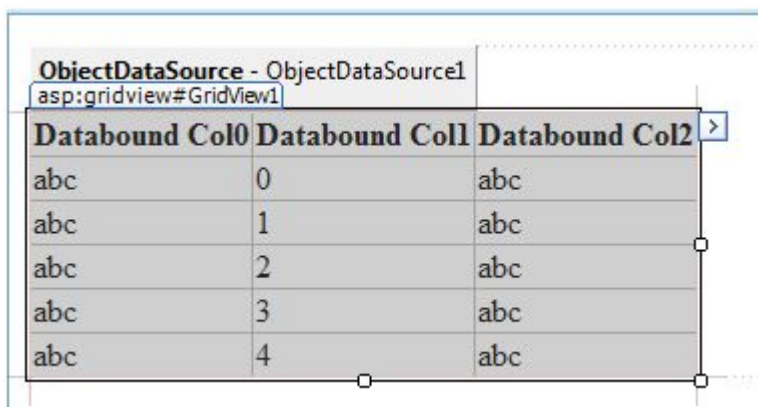 ObjectDataSource - ObjectDataSource1
asp:gridview#GridView1
Databound Col0 Databound Col1 Databound Col2
abc 0 abc
abc 1 abc
abc 2 abc
abc 3 abc
abc 4 abc